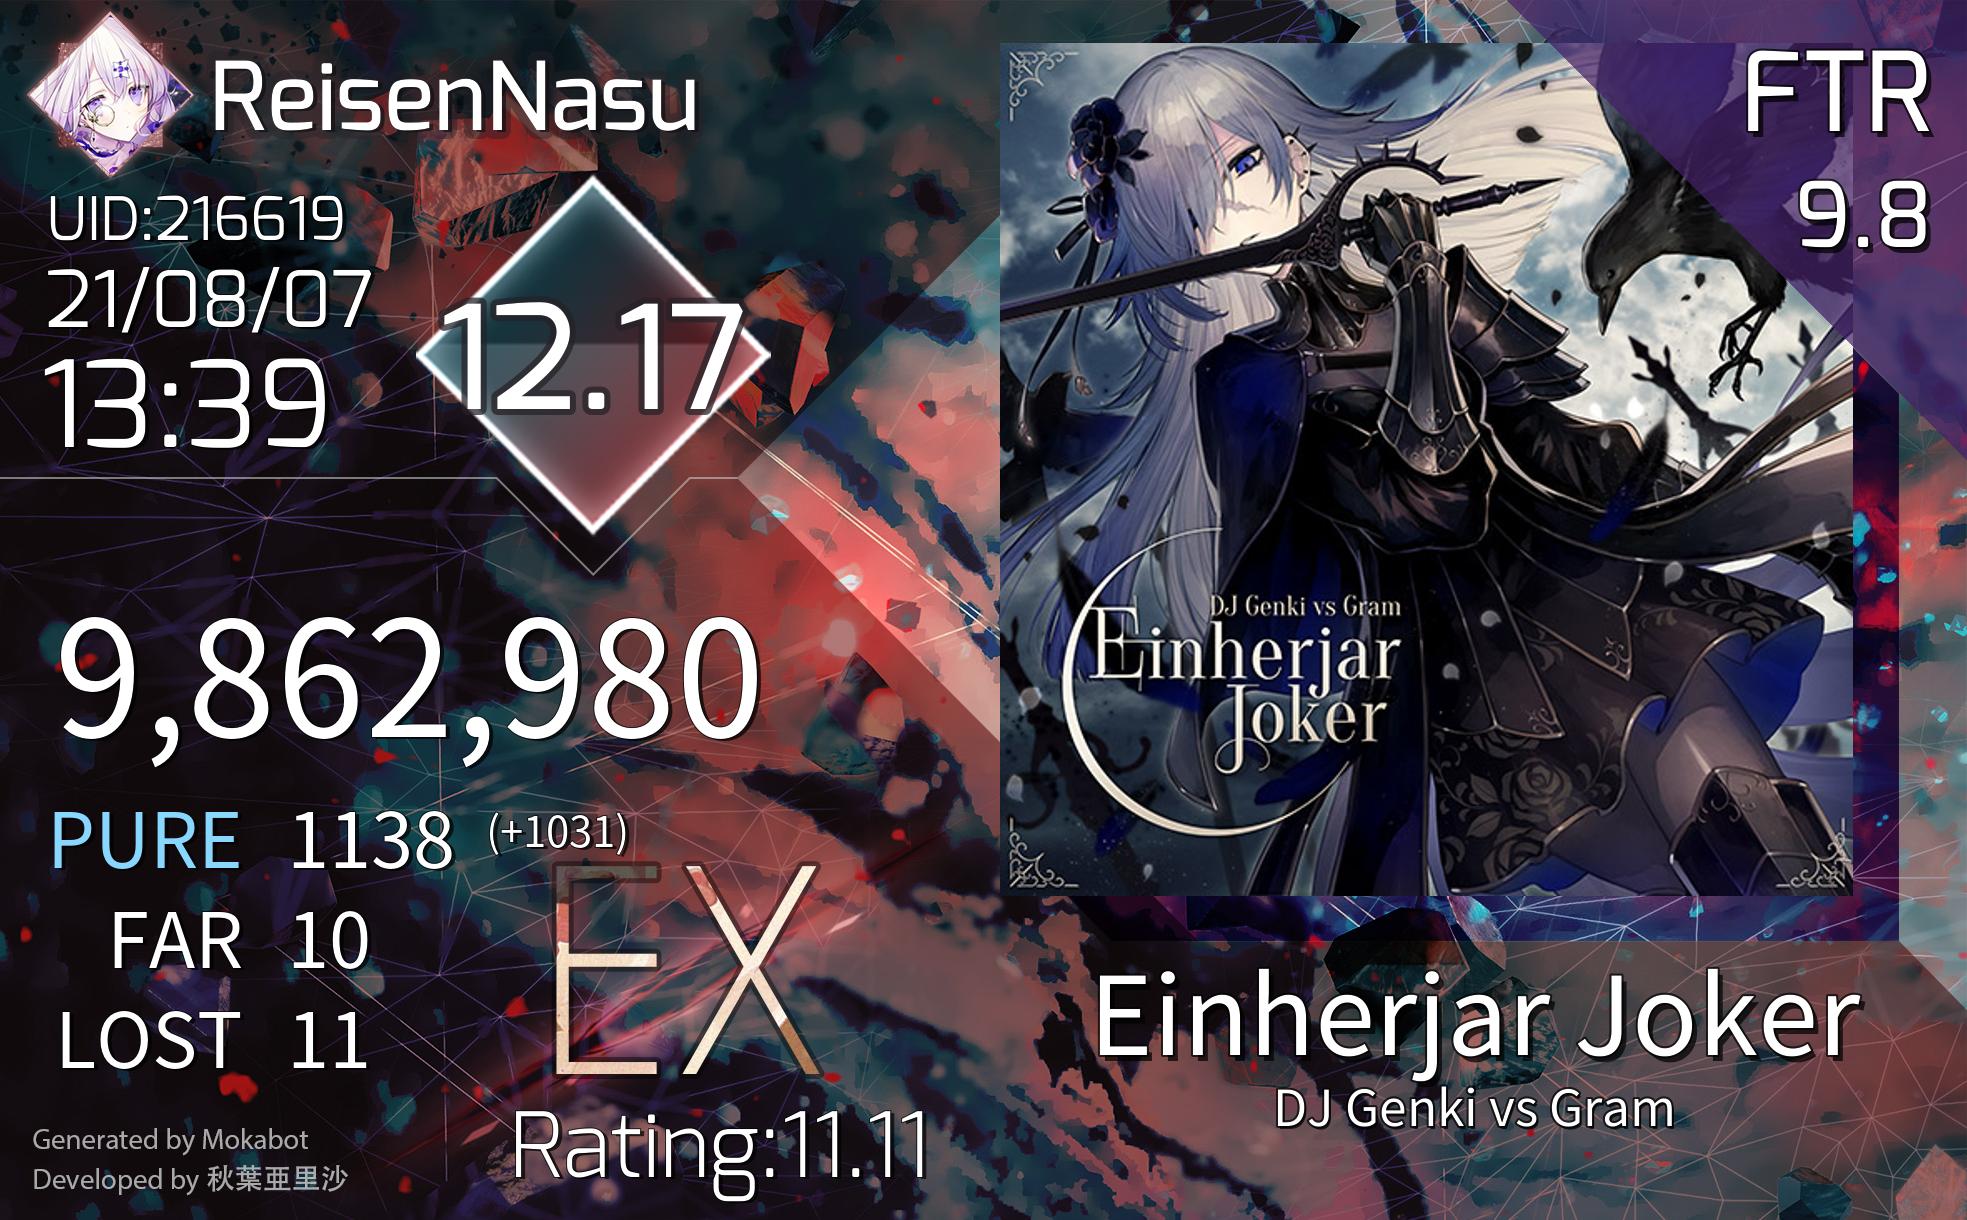 ReisenNasu
UID:216619
21/08/07
13:39
12.17
9,862,980
PURE 1138 (+1031)
FAR 10
LOST 11
EX
Rating:11.11
Generated by Mokabot
Developed by 秋葉亜里沙
FTR
9.8
DJ Genki vs Gram
Einherjar
Joker
Einherjar Joker
DJ Genki vs Gram